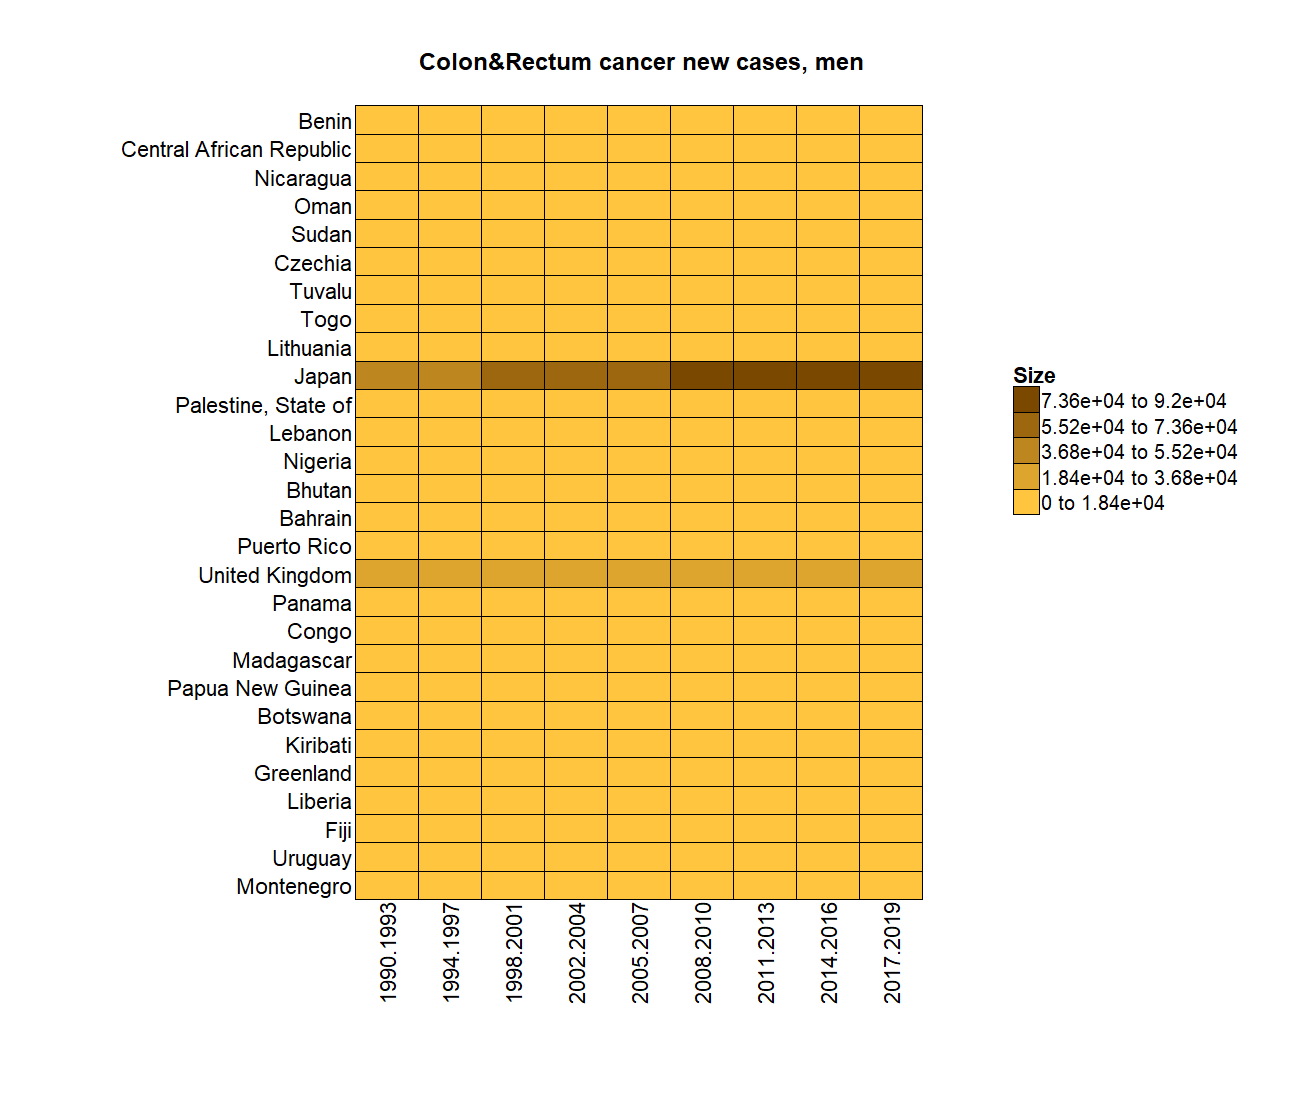 Colon&Rectum cancer new cases, men
Benin
Central African Republic
Nicaragua
Oman
Sudan
Czechia
Tuvalu
Togo
Lithuania
Japan
Palestine, State of
Lebanon
Nigeria
Bhutan
Bahrain
Puerto Rico
United Kingdom
Panama
Congo
Madagascar
Papua New Guinea
Botswana
Kiribati
Greenland
Liberia
Fiji
Uruguay
Montenegro
1990.1993
1994.1997
1998.2001
2002.2004
2005.2007
2008.2010
2011.2013
2014.2016
2017.2019
Size
7.36e+04 to 9.2e+04
5.52e+04 to 7.36e+04
3.68e+04 to 5.52e+04
1.84e+04 to 3.68e+04
0 to 1.84e+04